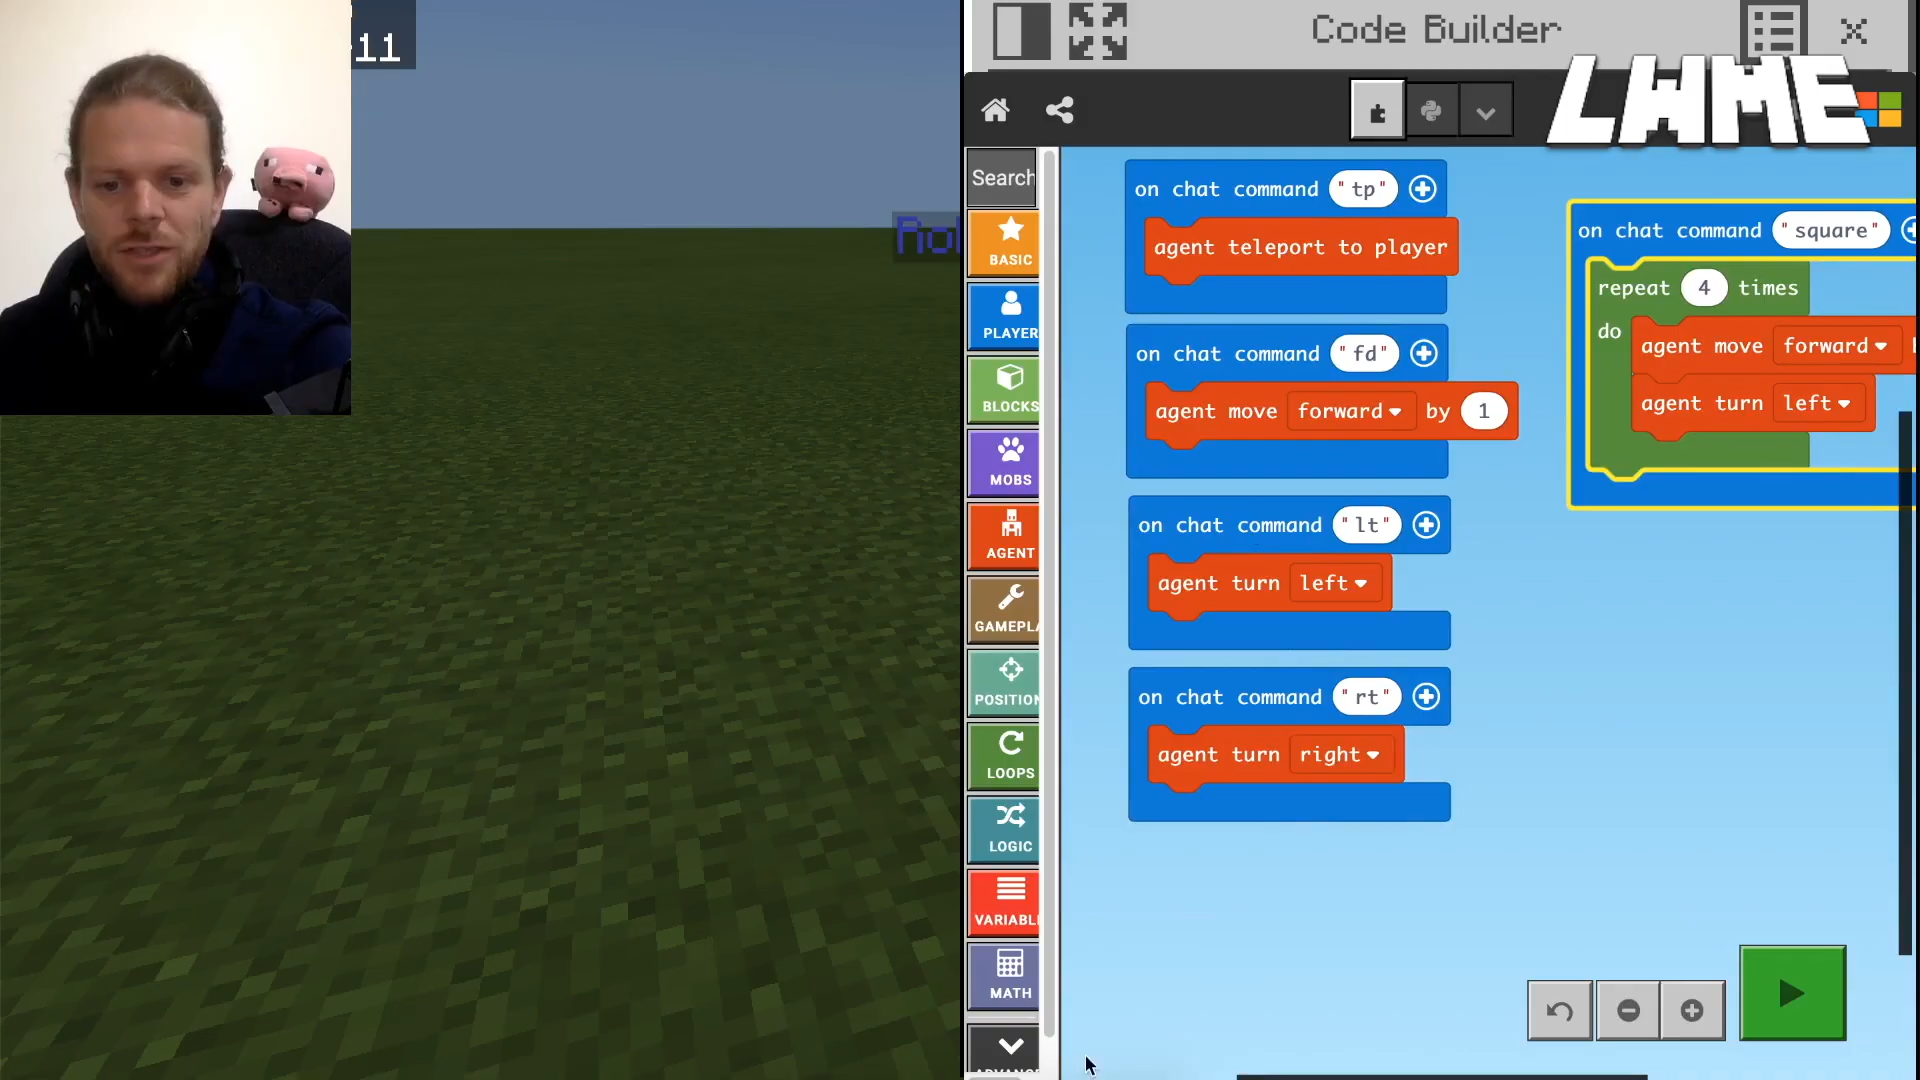 11
Code Builder
LWME
Search
BASIC
PLAYER
BLOCKS
MOBS
AGENT
GAMEPL
POSITION
LOOPS
LOGIC
VARIABL
MATH
on chat command "tp"
agent teleport to player
on chat command "fd"
agent move forward by 1
on chat command "lt"
agent turn left
on chat command "rt"
agent turn right
on chat command "square"
repeat 4 times
do
agent move forward
agent turn left